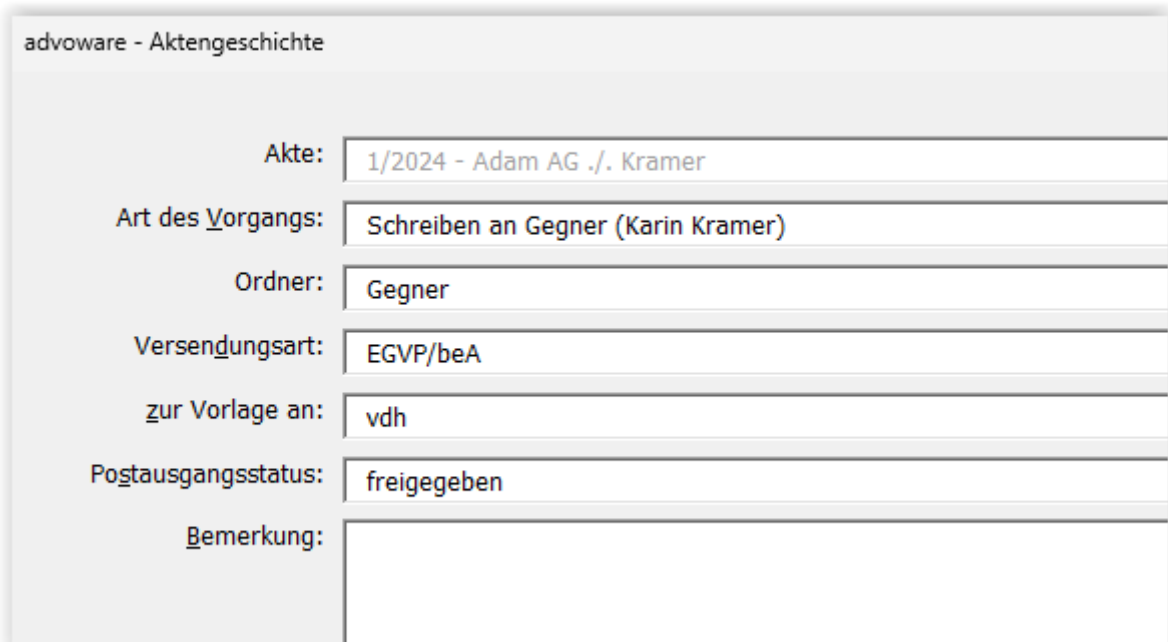 advoware - Aktengeschichte
Akte: 1/2024 - Adam AG ./. Kramer
Art des Vorgangs: Schreiben an Gegner (Karin Kramer)
Ordner: Gegner
Versendungsart: EGVP/beA
zur Vorlage an: vdh
Postausgangsstatus: freigegeben
Bemerkung: